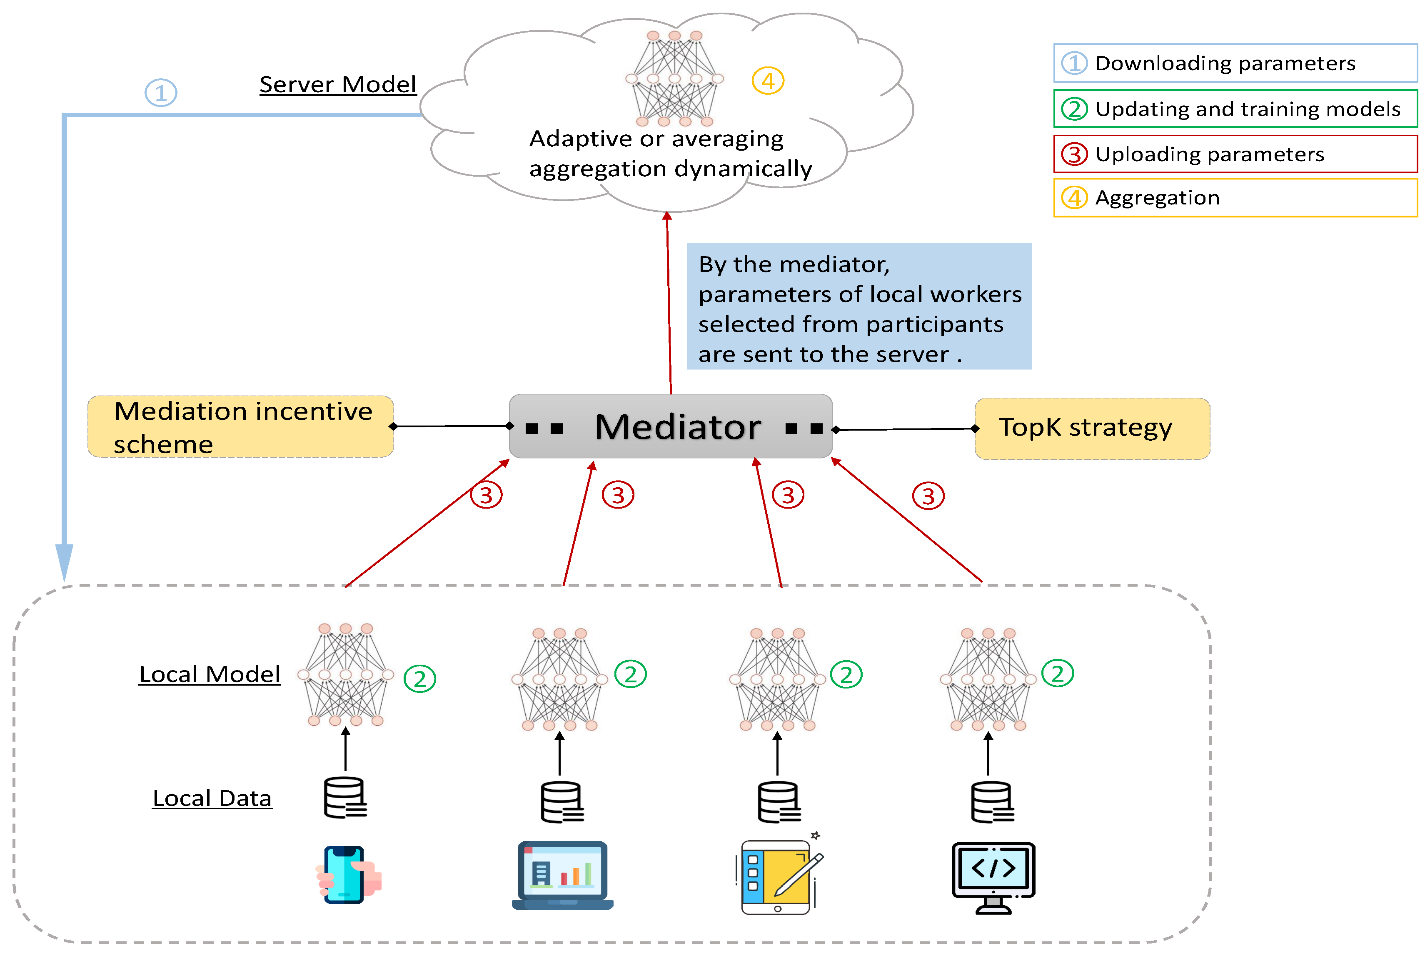 Server Model
①
④
Adaptive or averaging
aggregation dynamically
① Downloading parameters
② Updating and training models
③ Uploading parameters
④ Aggregation
By the mediator,
parameters of local workers
selected from participants
are sent to the server .
Mediation incentive
scheme
Mediator
TopK strategy
③
③
③
③
Local Model
②
②
②
②
Local Data
</>